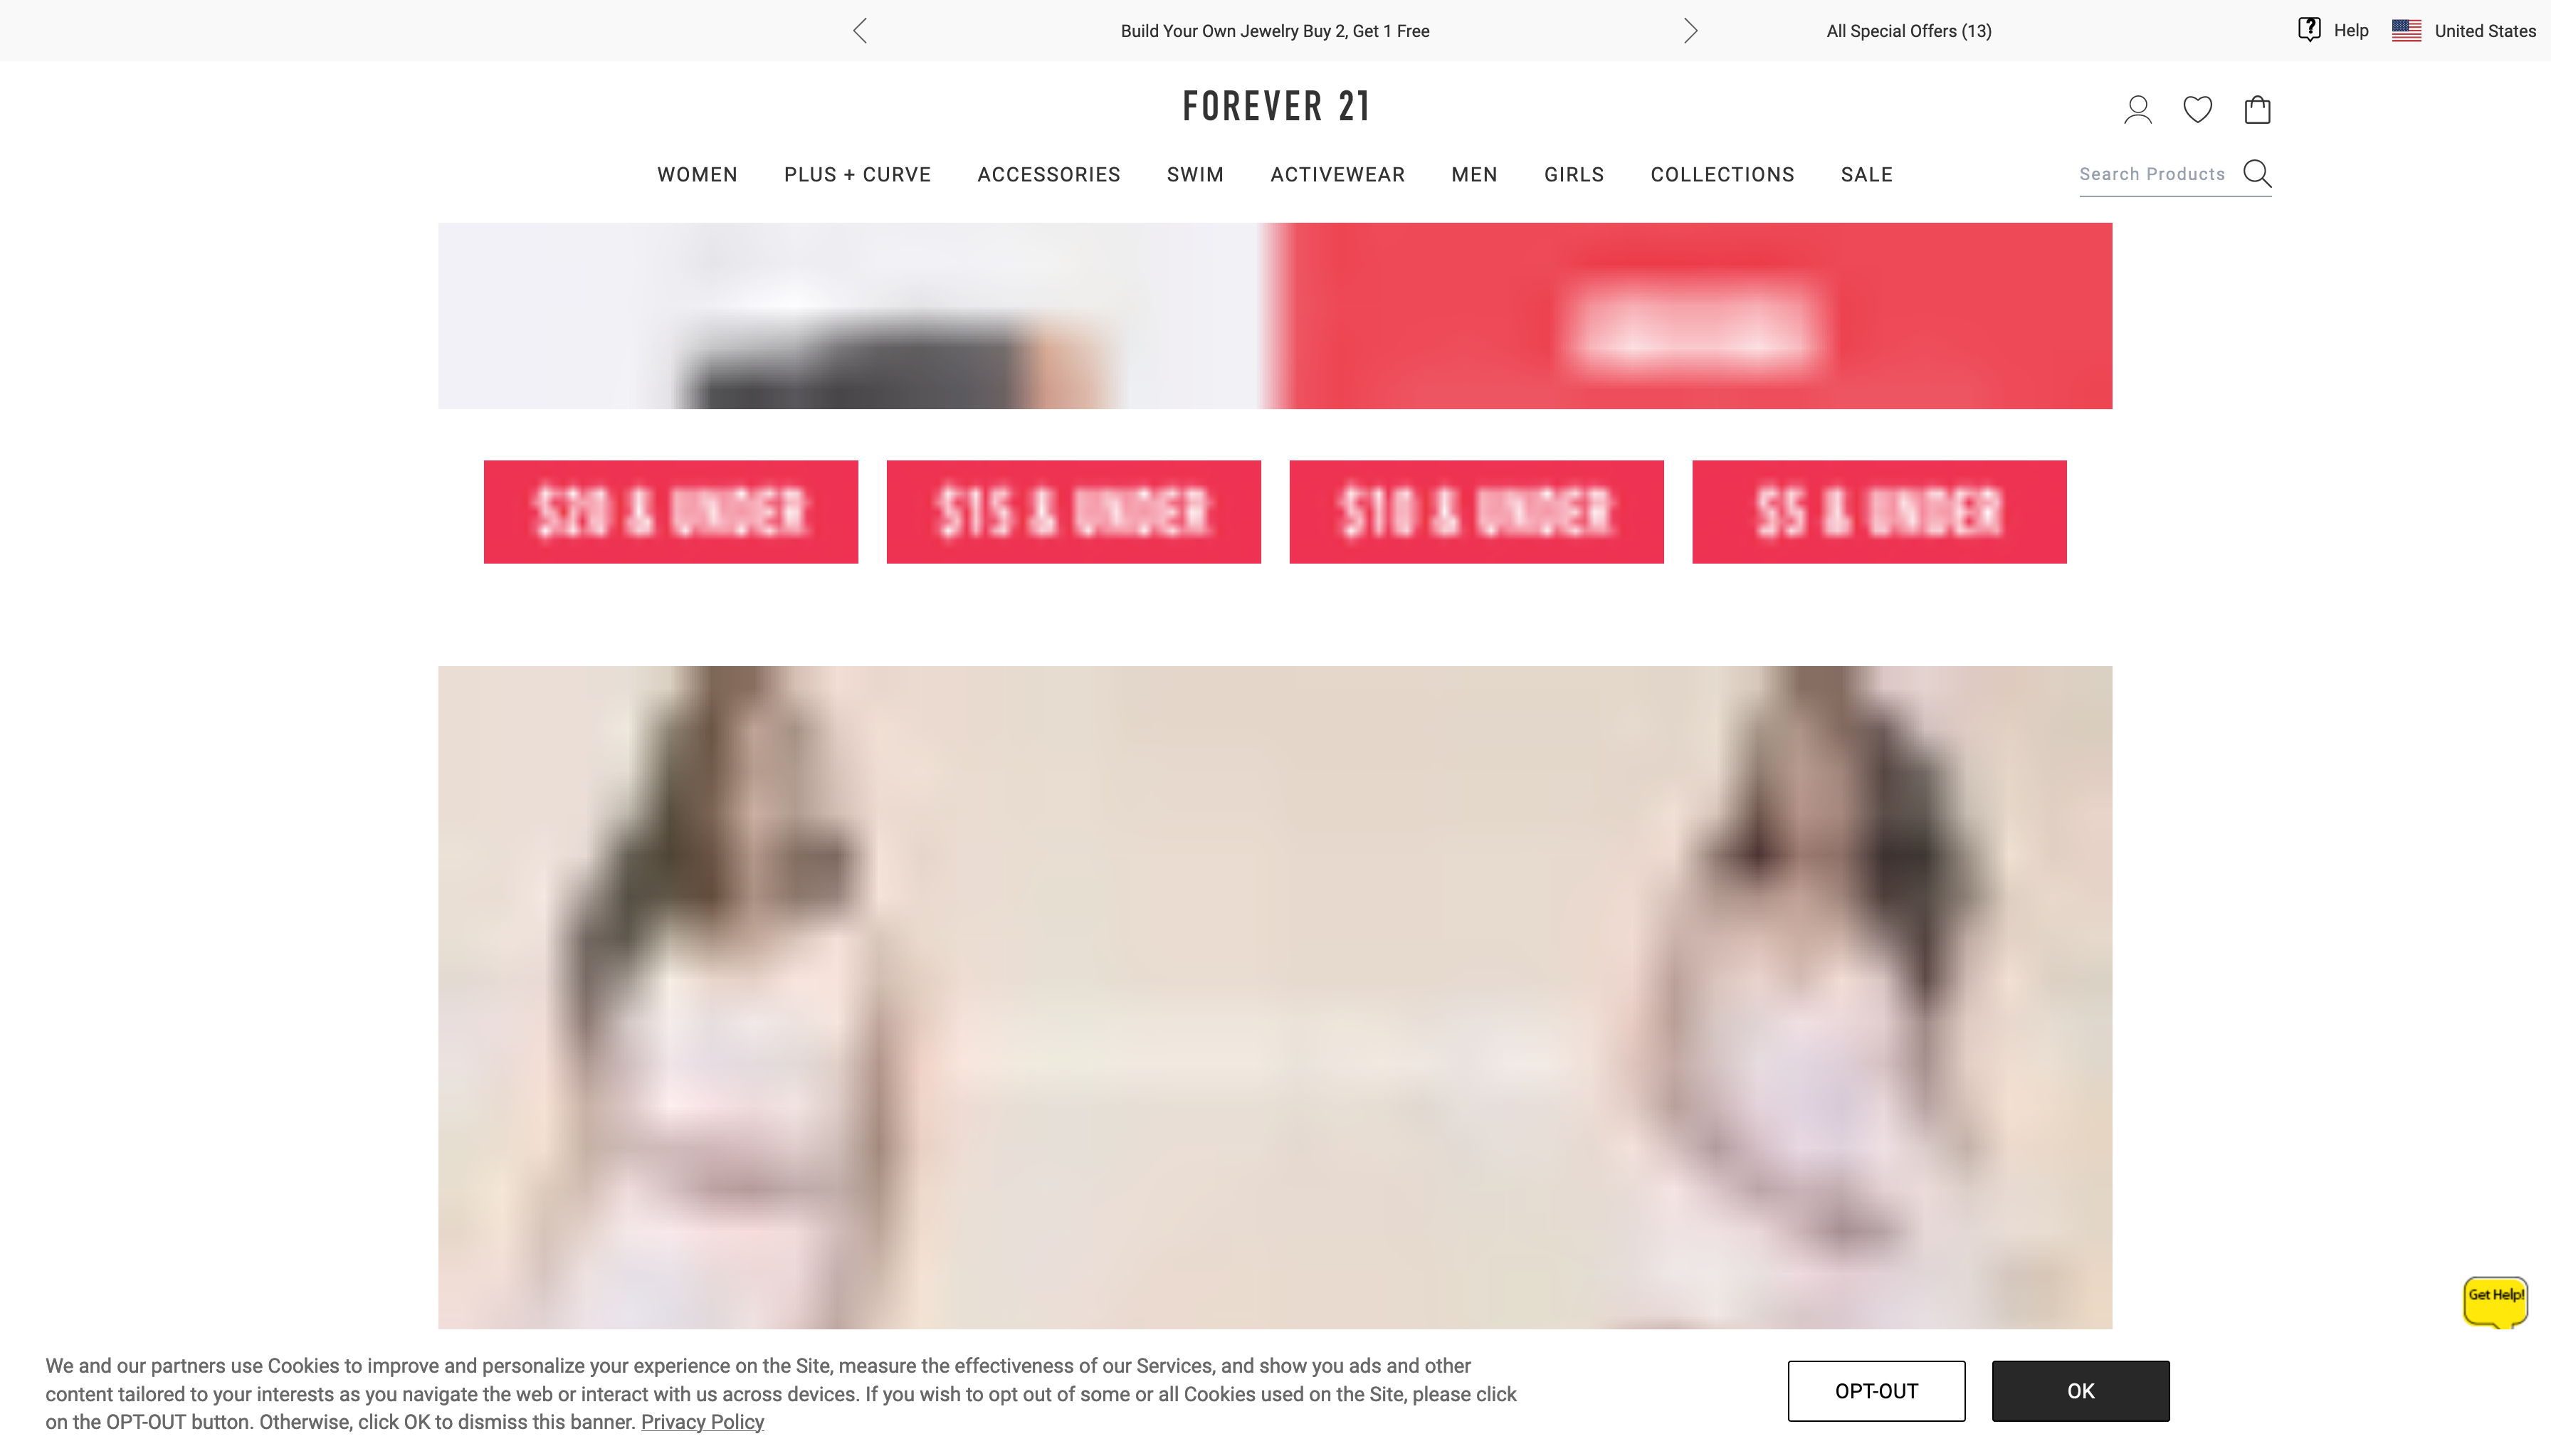 Build Your Own Jewelry Buy 2, Get 1 Free
All Special Offers (13)
Help
United States
FOREVER 21
WOMEN
PLUS + CURVE
ACCESSORIES
SWIM
ACTIVEWEAR
MEN
GIRLS
COLLECTIONS
SALE
Search Products
$20 & UNDER
$15 & UNDER
$10 & UNDER
$5 & UNDER
Get Help!
We and our partners use Cookies to improve and personalize your experience on the Site, measure the effectiveness of our Services, and show you ads and other
content tailored to your interests as you navigate the web or interact with us across devices. If you wish to opt out of some or all Cookies used on the Site, please click
on the OPT-OUT button. Otherwise, click OK to dismiss this banner. Privacy Policy
OPT-OUT
OK